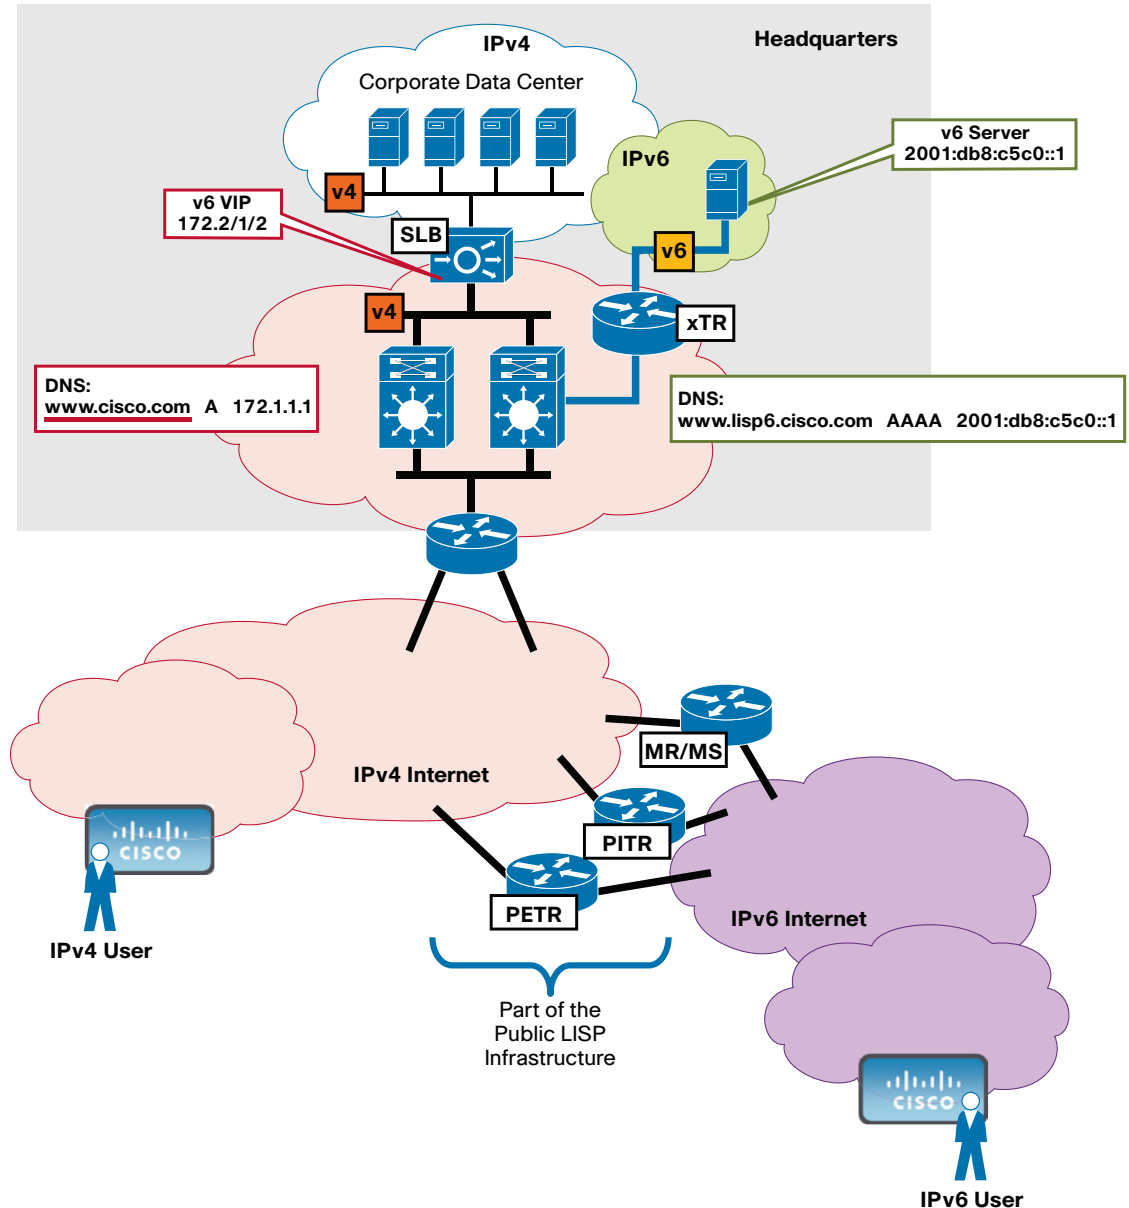 IPv4
Headquarters
Corporate Data Center
v6 Server
2001:db8:c5c0::1
IPv6
v4
v6 VIP
172.2/1/2
SLB
v6
v4
xTR
DNS:
www.cisco.com A 172.1.1.1
DNS:
www.lisp6.cisco.com AAAA 2001:db8:c5c0::1
MR/MS
IPv4 Internet
PITR
CISCO
PETR
IPv6 Internet
IPv4 User
Part of the
Public LISP
Infrastructure
CISCO
IPv6 User